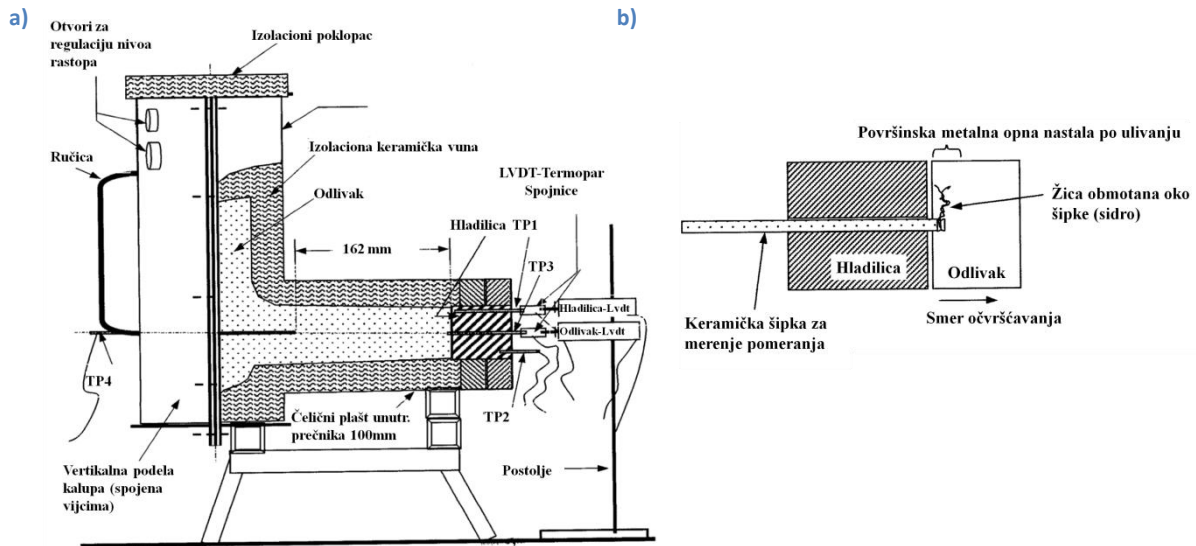 a)
Otvori za
regulaciju nivoa
rastopa
Izolacioni poklopac
Izolaciona keramička vuna
Ručica
Odlivak
LVDT-Termopar
Spojnice
Hladilica TP1
162 mm
TP3
Hladilica-Lvdt
Odlivak-Lvdt
TP4
TP2
Čelični plašt unutr.
prečnika 100mm
Vertikalna podela
kalupa (spojena
vijcima)
Postolje
b)
Površinska metalna opna nastala po ulivanju
Žica obmotana oko
šipke (sidro)
Hladilica
Odlivak
Smer očvršćavanja
Keramička šipka za
merenje pomeranja